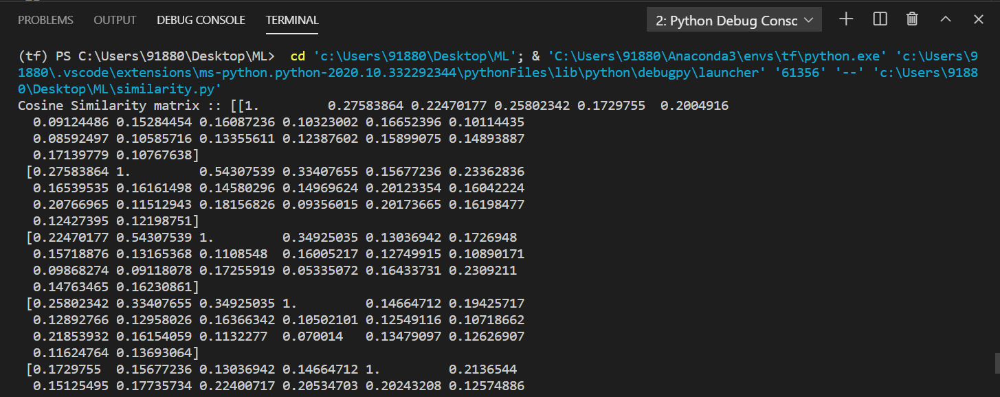 PROBLEMS OUTPUT DEBUG CONSOLE TERMINAL 2: Python Debug Consc
(tf) PS C:\Users\91880\Desktop\ML>  cd 'c:\Users\91880\Desktop\ML'; & 'C:\Users\91880\Anaconda3\envs\tf\python.exe' 'c:\Users\9
1880\.vscode\extensions\ms-python.python-2020.10.332292344\pythonFiles\lib\python\debugpy\launcher' '61356' '--' 'c:\Users\9188
0\Desktop\ML\similarity.py'
Cosine Similarity matrix :: [[1.         0.27583864 0.22470177 0.25802342 0.1729755  0.2004916
  0.09124486 0.15284454 0.16087236 0.10323002 0.16652396 0.10114435
  0.08592497 0.10585716 0.13355611 0.12387602 0.15899075 0.14893887
  0.17139779 0.10767638]
 [0.27583864 1.         0.54307539 0.33407655 0.15677236 0.23362836
  0.16539535 0.16161498 0.14580296 0.14969624 0.20123354 0.16042224
  0.20766965 0.11512943 0.18156826 0.09356015 0.20173665 0.16198477
  0.12427395 0.12198751]
 [0.22470177 0.54307539 1.         0.34925035 0.13036942 0.1726948
  0.15718876 0.13165368 0.1108548  0.16005217 0.12749915 0.10890171
  0.09868274 0.09118078 0.17255919 0.05335072 0.16433731 0.2309211
  0.14763465 0.16230861]
 [0.25802342 0.33407655 0.34925035 1.         0.14664712 0.19425717
  0.12892766 0.12958026 0.16366342 0.10502101 0.12549116 0.10718662
  0.21853932 0.16154059 0.1132277  0.070014   0.13479097 0.12626907
  0.11624764 0.13693064]
 [0.1729755  0.15677236 0.13036942 0.14664712 1.         0.2136544
  0.15125495 0.17735734 0.22400717 0.20534703 0.20243208 0.12574886